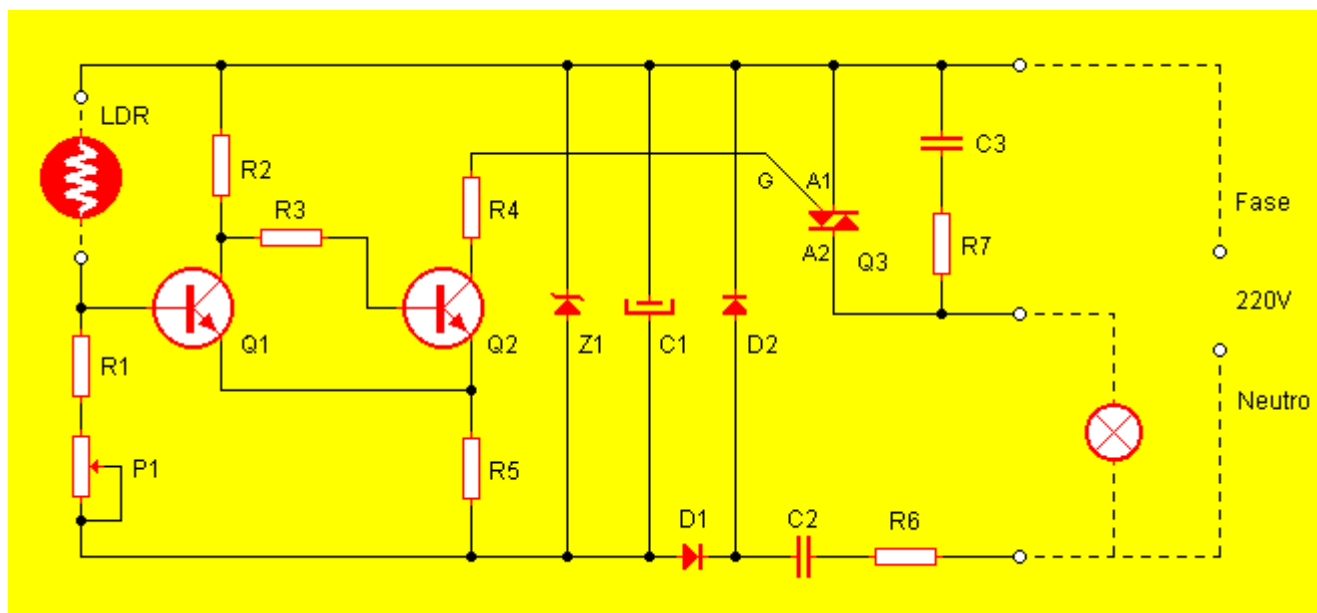 LDR
R2
R3
R4
G
A1
A2
Q3
C3
R7
Fase
220V
Neutro
Q1
Q2
Z1
C1
D2
R1
P1
R5
D1
C2
R6